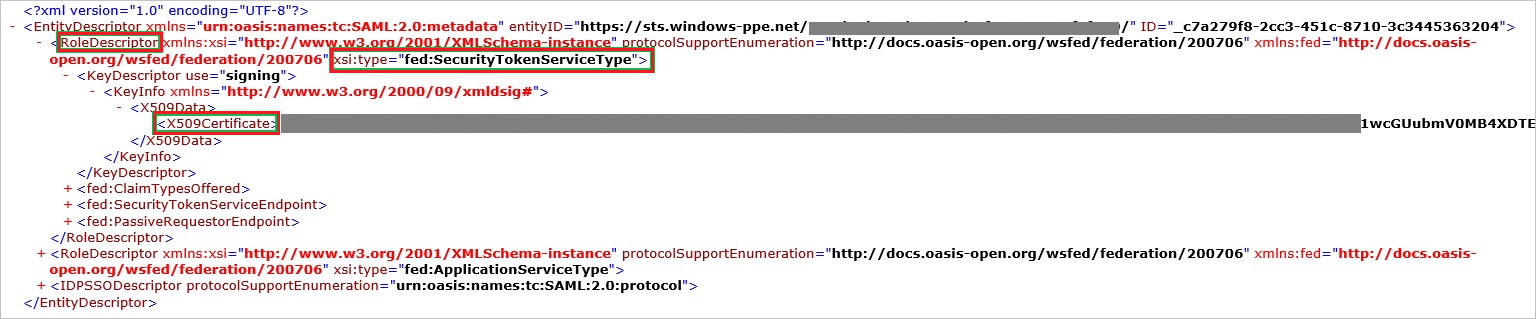 <?xml version="1.0" encoding="UTF-8"?>
- <EntityDescriptor xmlns="urn:oasis:names:tc:SAML:2.0:metadata" entityID="https://sts.windows-ppe.net/ /" ID="_c7a279f8-2cc3-451c-8710-3c3445363204">
- <RoleDescriptor xmlns:xsi="http://www.w3.org/2001/XMLSchema-instance" protocolSupportEnumeration="http://docs.oasis-open.org/wsfed/federation/200706" xmlns:fed="http://docs.oasis-
open.org/wsfed/federation/200706" xsi:type="fed:SecurityTokenServiceType">
- <KeyDescriptor use="signing">
- <KeyInfo xmlns="http://www.w3.org/2000/09/xmldsig#">
- <X509Data>
<X509Certificate> 1wcGUubmV0MB4XDTE
</X509Data>
</KeyInfo>
</KeyDescriptor>
+ <fed:ClaimTypesOffered>
+ <fed:SecurityTokenServiceEndpoint>
+ <fed:PassiveRequestorEndpoint>
</RoleDescriptor>
+ <RoleDescriptor xmlns:xsi="http://www.w3.org/2001/XMLSchema-instance" protocolSupportEnumeration="http://docs.oasis-open.org/wsfed/federation/200706" xmlns:fed="http://docs.oasis-
open.org/wsfed/federation/200706" xsi:type="fed:ApplicationServiceType">
+ <IDPSSODescriptor protocolSupportEnumeration="urn:oasis:names:tc:SAML:2.0:protocol">
</EntityDescriptor>